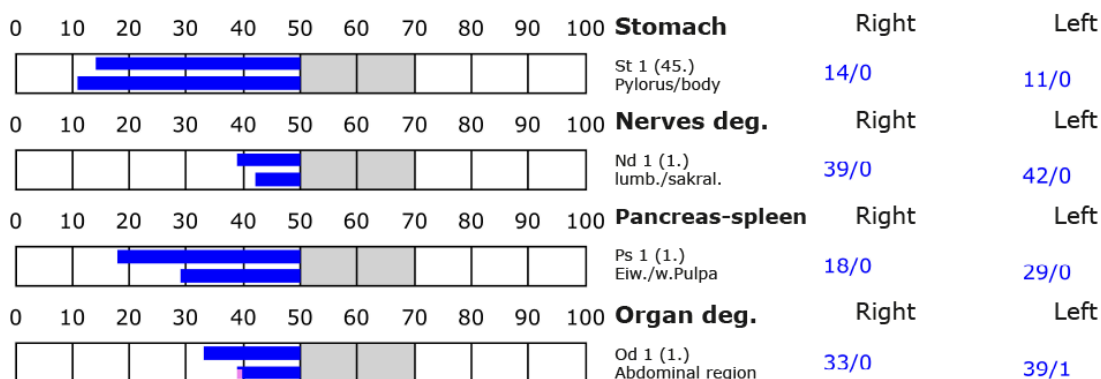 0 10 20 30 40 50 60 70 80 90 100 Stomach Right Left
St 1 (45.) 14/0 11/0
Pylorus/body
0 10 20 30 40 50 60 70 80 90 100 Nerves deg. Right Left
Nd 1 (1.) 39/0 42/0
lumb./sakral.
0 10 20 30 40 50 60 70 80 90 100 Pancreas-spleen Right Left
Ps 1 (1.) 18/0 29/0
Eiw./w.Pulpa
0 10 20 30 40 50 60 70 80 90 100 Organ deg. Right Left
Od 1 (1.) 33/0 39/1
Abdominal region